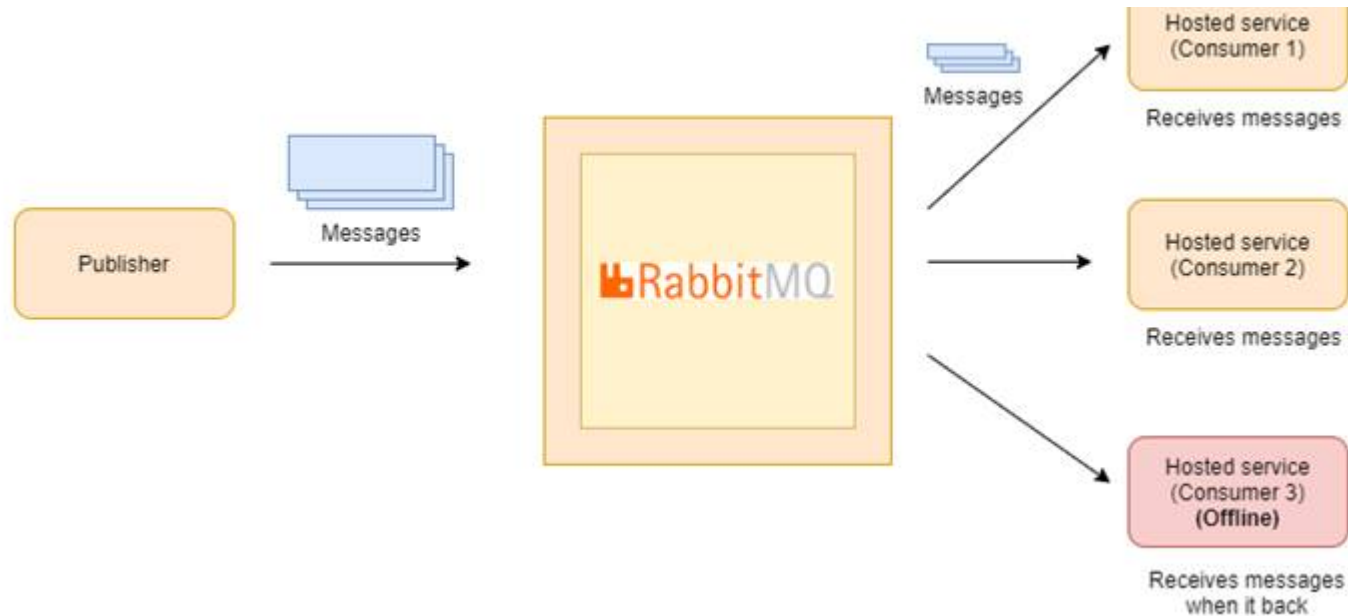 Hosted service
(Consumer 1)
Messages
Receives messages
Publisher
Messages
RabbitMQ
Hosted service
(Consumer 2)
Receives messages
Hosted service
(Consumer 3)
(Offline)
Receives messages
when it back